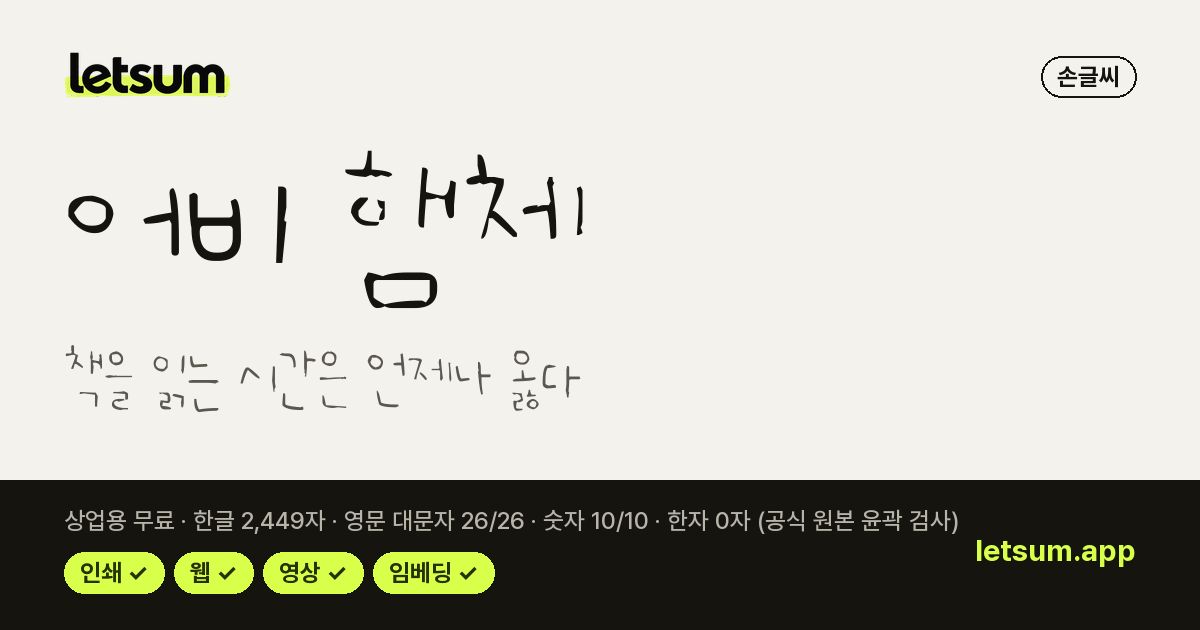 letsum
손글씨
어비 햄체
책을 읽는 시간은 언제나 옳다
상업용 무료 · 한글 2,449자 · 영문 대문자 26/26 · 숫자 10/10 · 한자 0자 (공식 원본 윤곽 검사)
인쇄 ✓ 웹 ✓ 영상 ✓ 임베딩 ✓
letsum.app